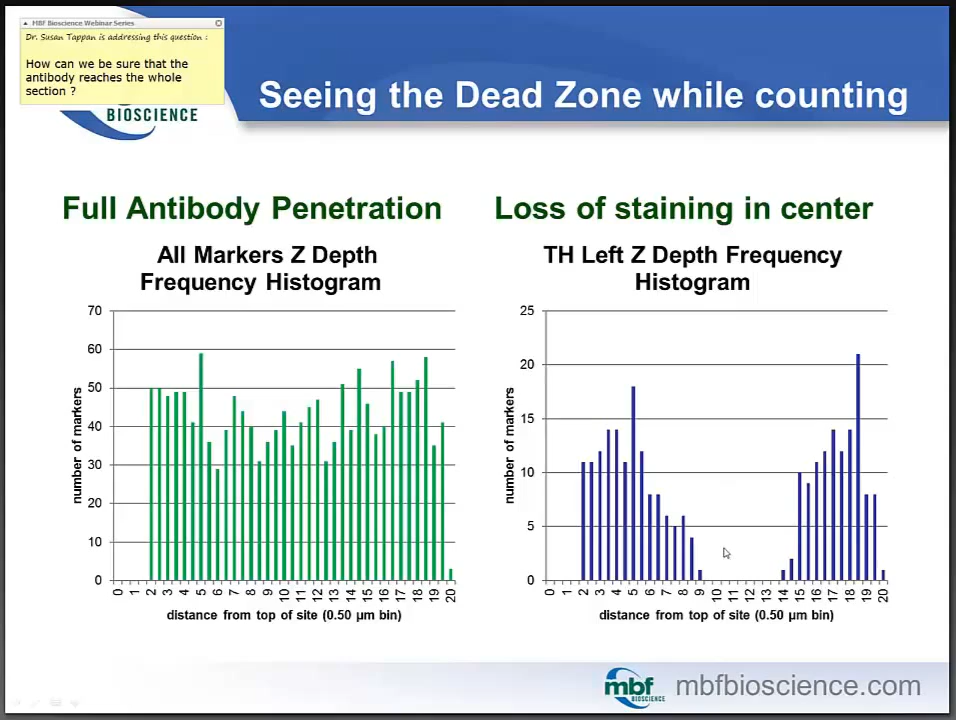 MBF Bioscience Webinar Series
Dr. Susan Tappan is addressing this question :
How can we be sure that the
antibody reaches the whole
section ?
BIOSCIENCE
Seeing the Dead Zone while counting
Full Antibody Penetration
All Markers Z Depth
Frequency Histogram
number of markers
70
60
50
40
30
20
10
0
0 1 2 3 4 5 6 7 8 9 10 11 12 13 14 15 16 17 18 19 20
distance from top of site (0.50 µm bin)
Loss of staining in center
TH Left Z Depth Frequency
Histogram
number of markers
25
20
15
10
5
0
0 1 2 3 4 5 6 7 8 9 10 11 12 13 14 15 16 17 18 19 20
distance from top of site (0.50 µm bin)
mbf
BIOSCIENCE
mbfbioscience.com